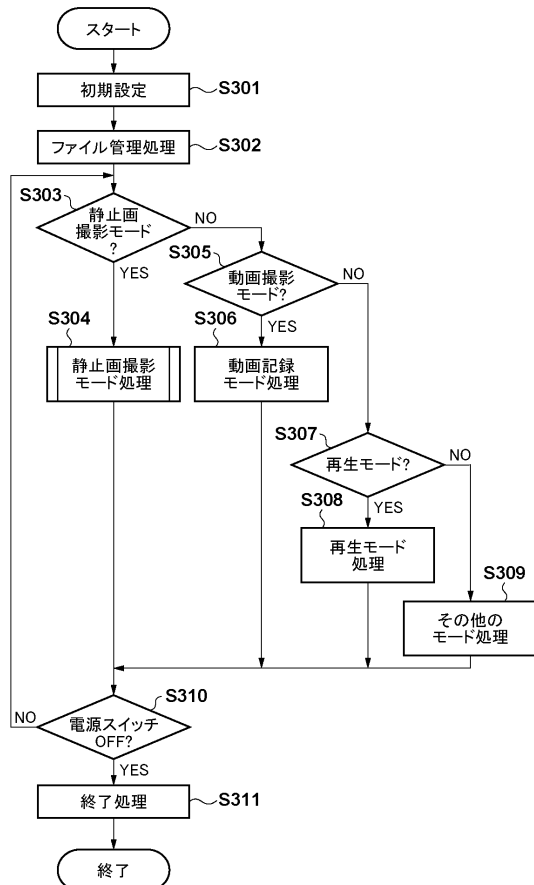 スタート
初期設定
S301
ファイル管理処理
S302
S303
静止画
撮影モード
?
NO
YES
S305
動画撮影
モード?
NO
YES
S304
静止画撮影
モード処理
S306
動画記録
モード処理
S307
再生モード?
NO
YES
S308
再生モード
処理
S309
その他の
モード処理
S310
電源スイッチ
OFF?
NO
YES
終了処理
S311
終了